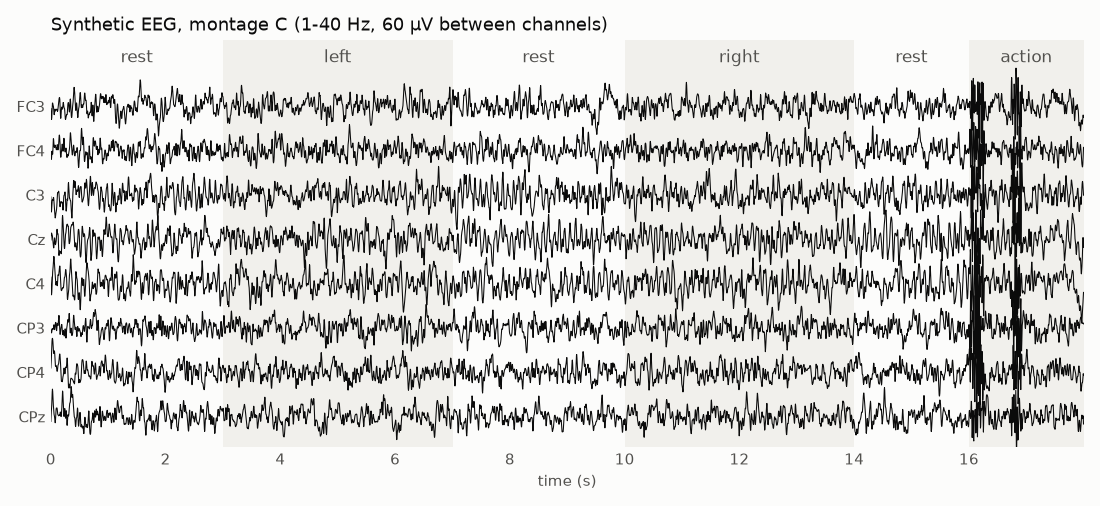 Synthetic EEG, montage C (1-40 Hz, 60 µV between channels)
rest left rest right rest action
FC3
FC4
C3
Cz
C4
CP3
CP4
CPz
0 2 4 6 8 10 12 14 16
time (s)